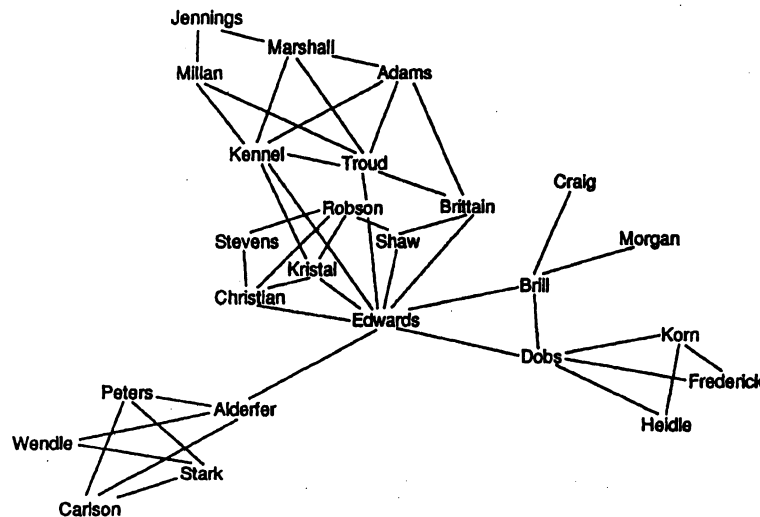 Jennings
Marshall
Millan
Adams
Kennel
Troud
Craig
Robson
Brittain
Stevens
Shaw
Morgan
Kristal
Brill
Christian
Edwards
Korn
Dobs
Frederick
Peters
Alderfer
Heidle
Wendle
Stark
Carlson